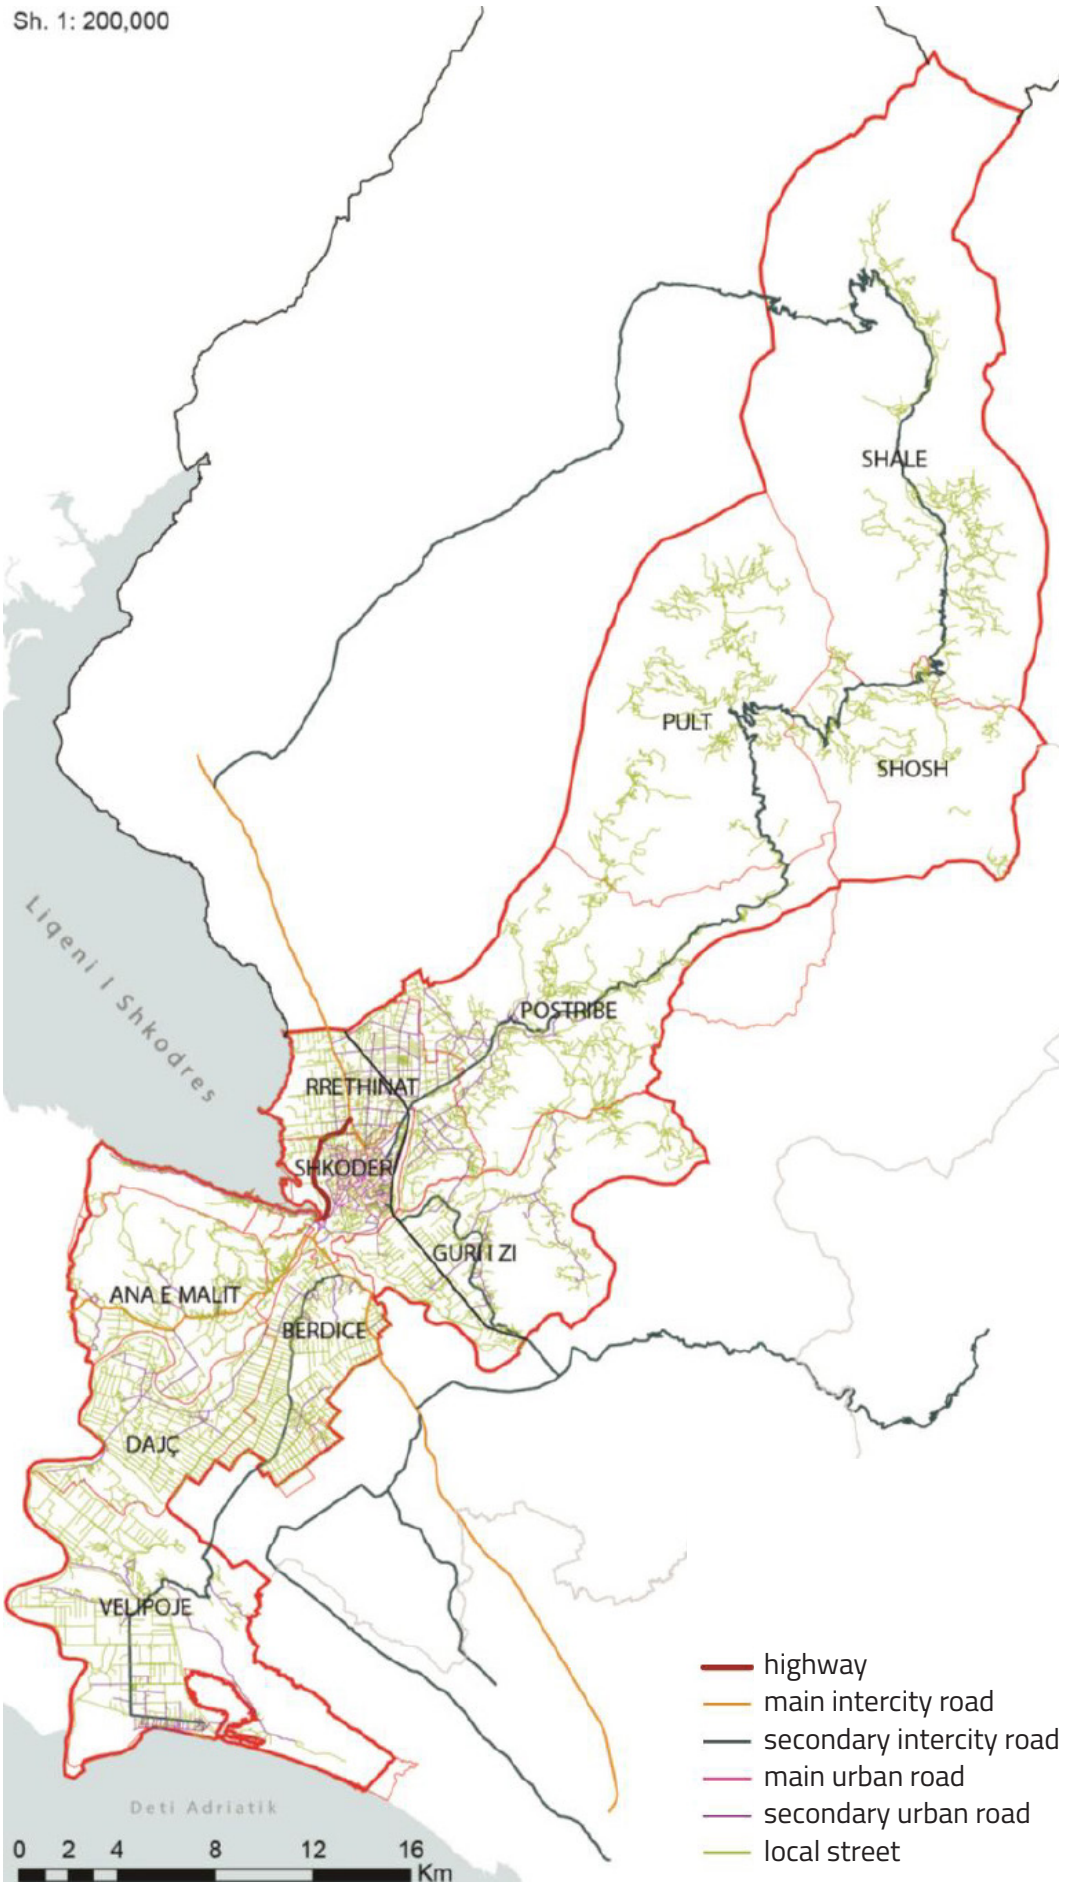 Sh. 1: 200,000
SHALE
PULT
SHOSH
Liqeni I Shkodres
POSTRIBE
RRETHINAT
SHKODER
GURI I ZI
ANA E MALIT
BERDICE
DAJÇ
VELIPOJE
highway
main intercity road
secondary intercity road
main urban road
secondary urban road
local street
Deti Adriatik
0 2 4 8 12 16
Km